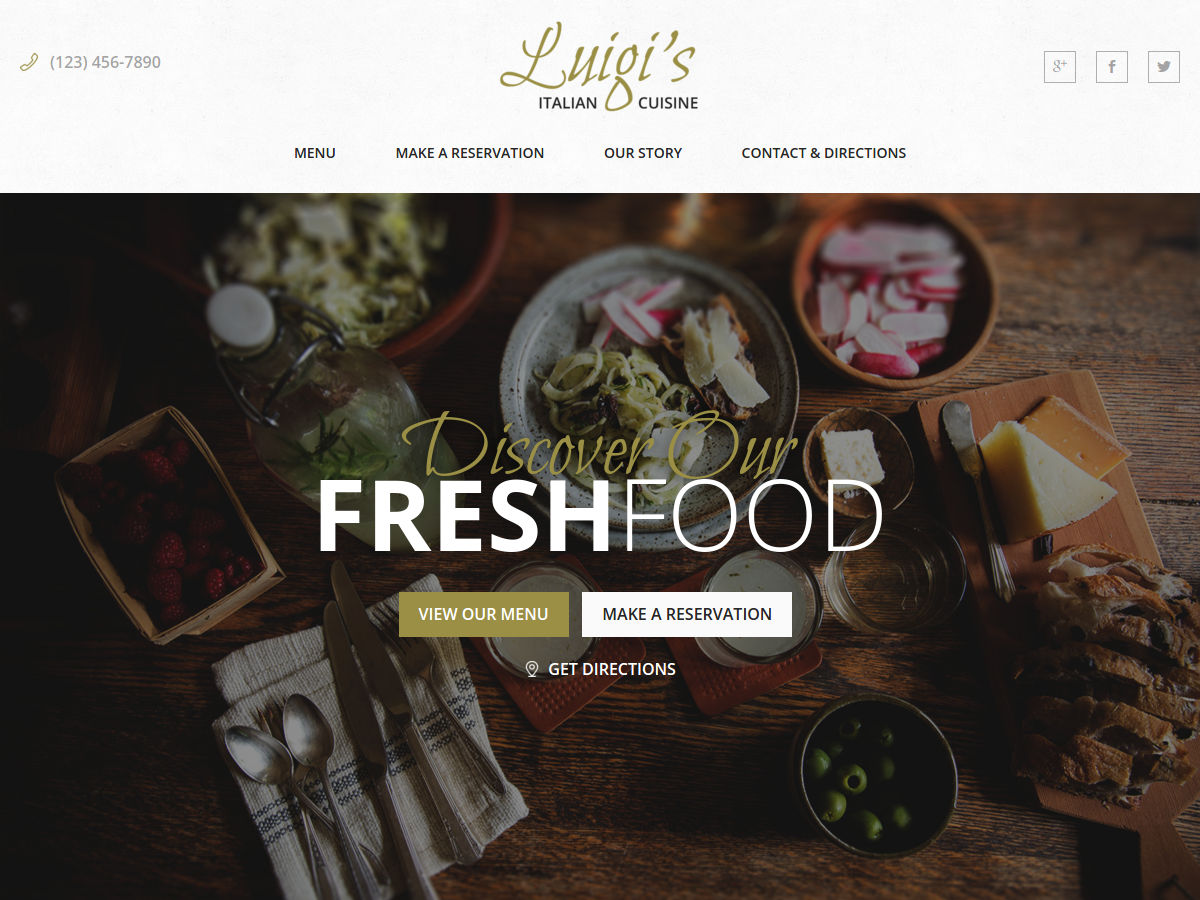 (123) 456-7890
Luigi's
ITALIAN CUISINE
g+ f
MENU MAKE A RESERVATION OUR STORY CONTACT & DIRECTIONS
Discover Our
FRESHFOOD
VIEW OUR MENU MAKE A RESERVATION
GET DIRECTIONS